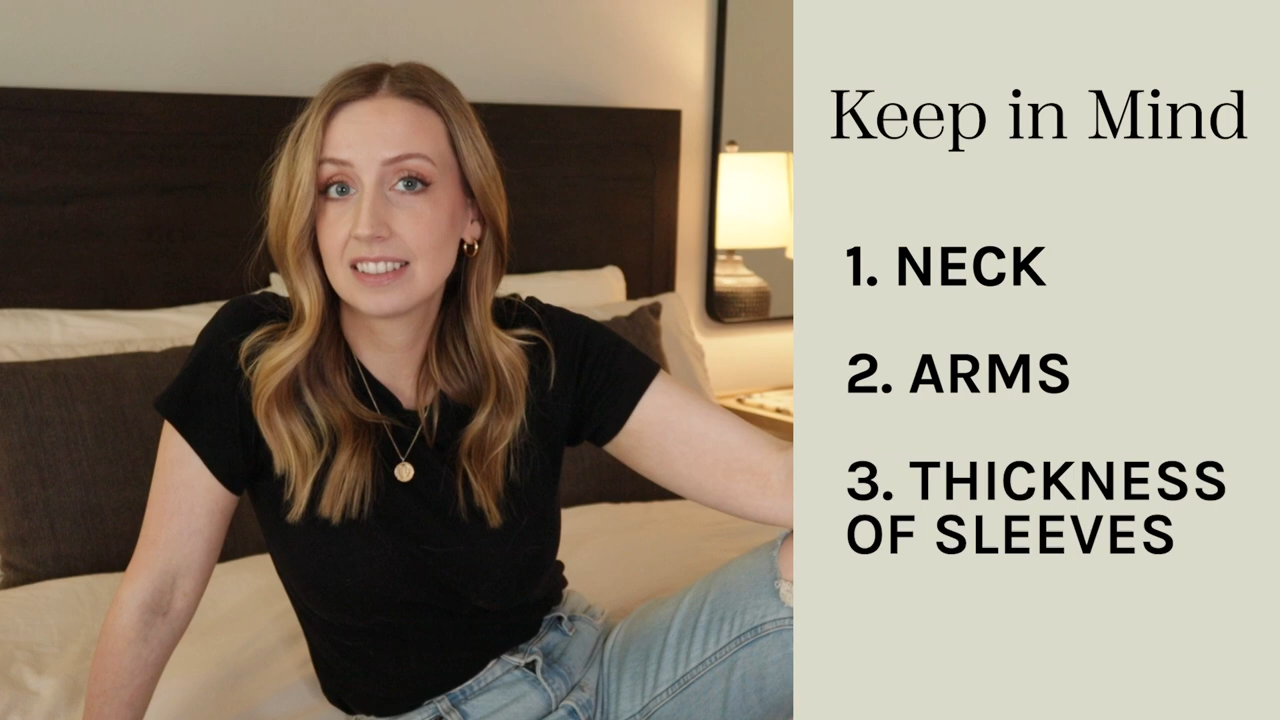 Keep in Mind
1. NECK
2. ARMS
3. THICKNESS
OF SLEEVES